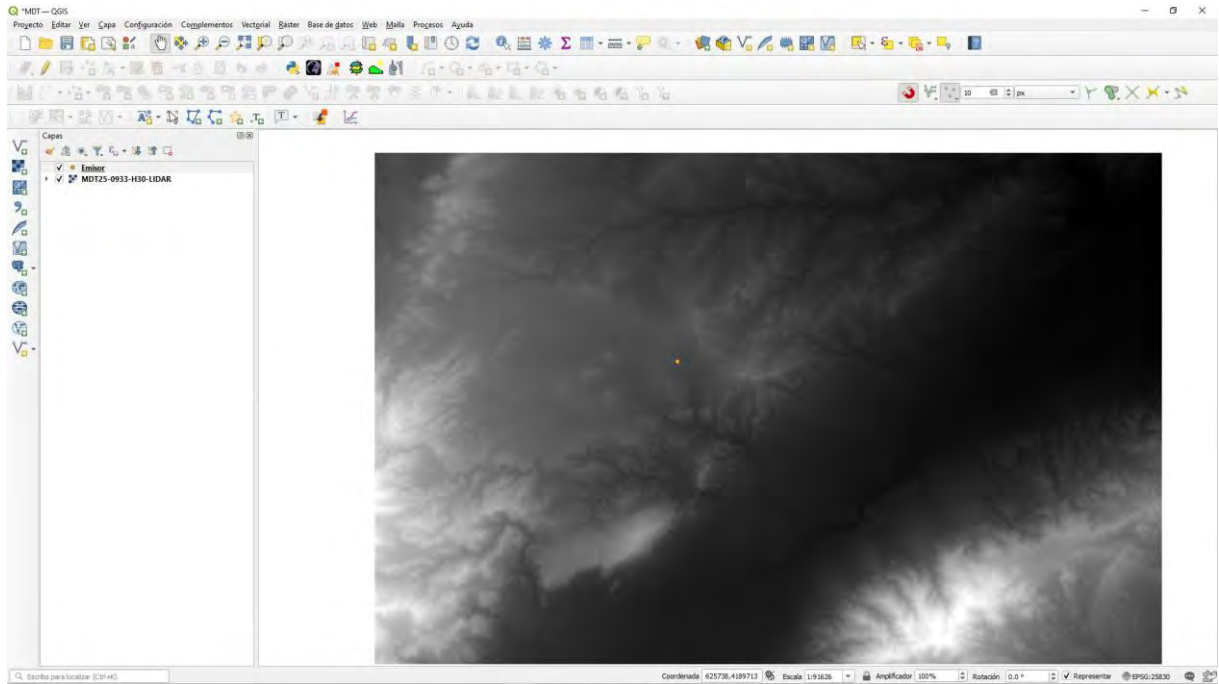 *MDT — QGIS
Proyecto Editar Ver Capa Configuración Complementos Vectorial Ráster Base de datos Web Malla Procesos Ayuda
10 px
Capas
Emisor
MDT25-0933-H30-LIDAR
Escriba para localizar (Ctrl+K)
Coordenada 625738,4189713 Escala 1:91626 Amplificador 100% Rotación 0.0 ° Representar EPSG:25830